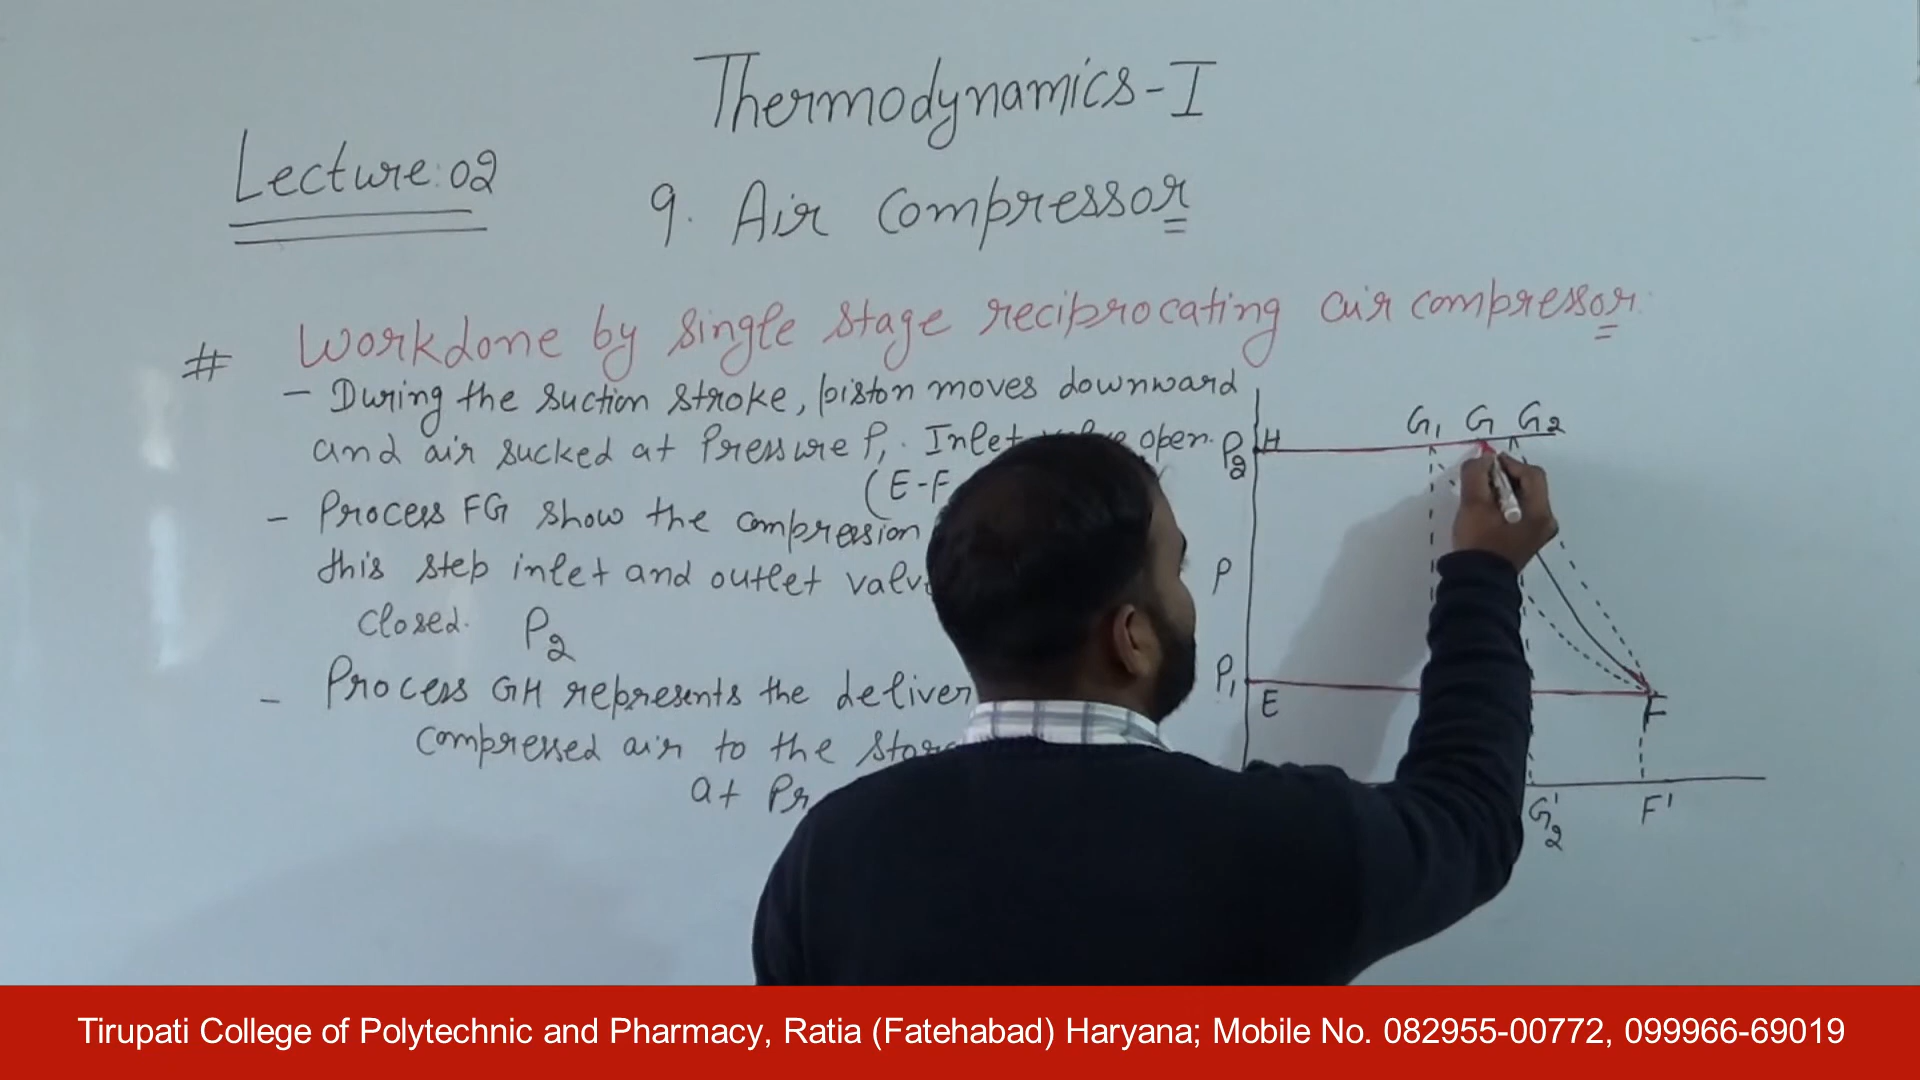 Thermodynamics-I
Lecture:02
9. Air Compressor
# Workdone by single stage reciprocating air compressor.
- During the suction stroke, piston moves downward
and air sucked at Pressure P1. Inlet open.
(E-F
- Process FG show the compression
this step inlet and outlet
closed. P2
- Process GH represents the
compressed air to the
at
G1 G G2
P2 H
P
P1 E F
G2' F'
Tirupati College of Polytechnic and Pharmacy, Ratia (Fatehabad) Haryana; Mobile No. 082955-00772, 099966-69019